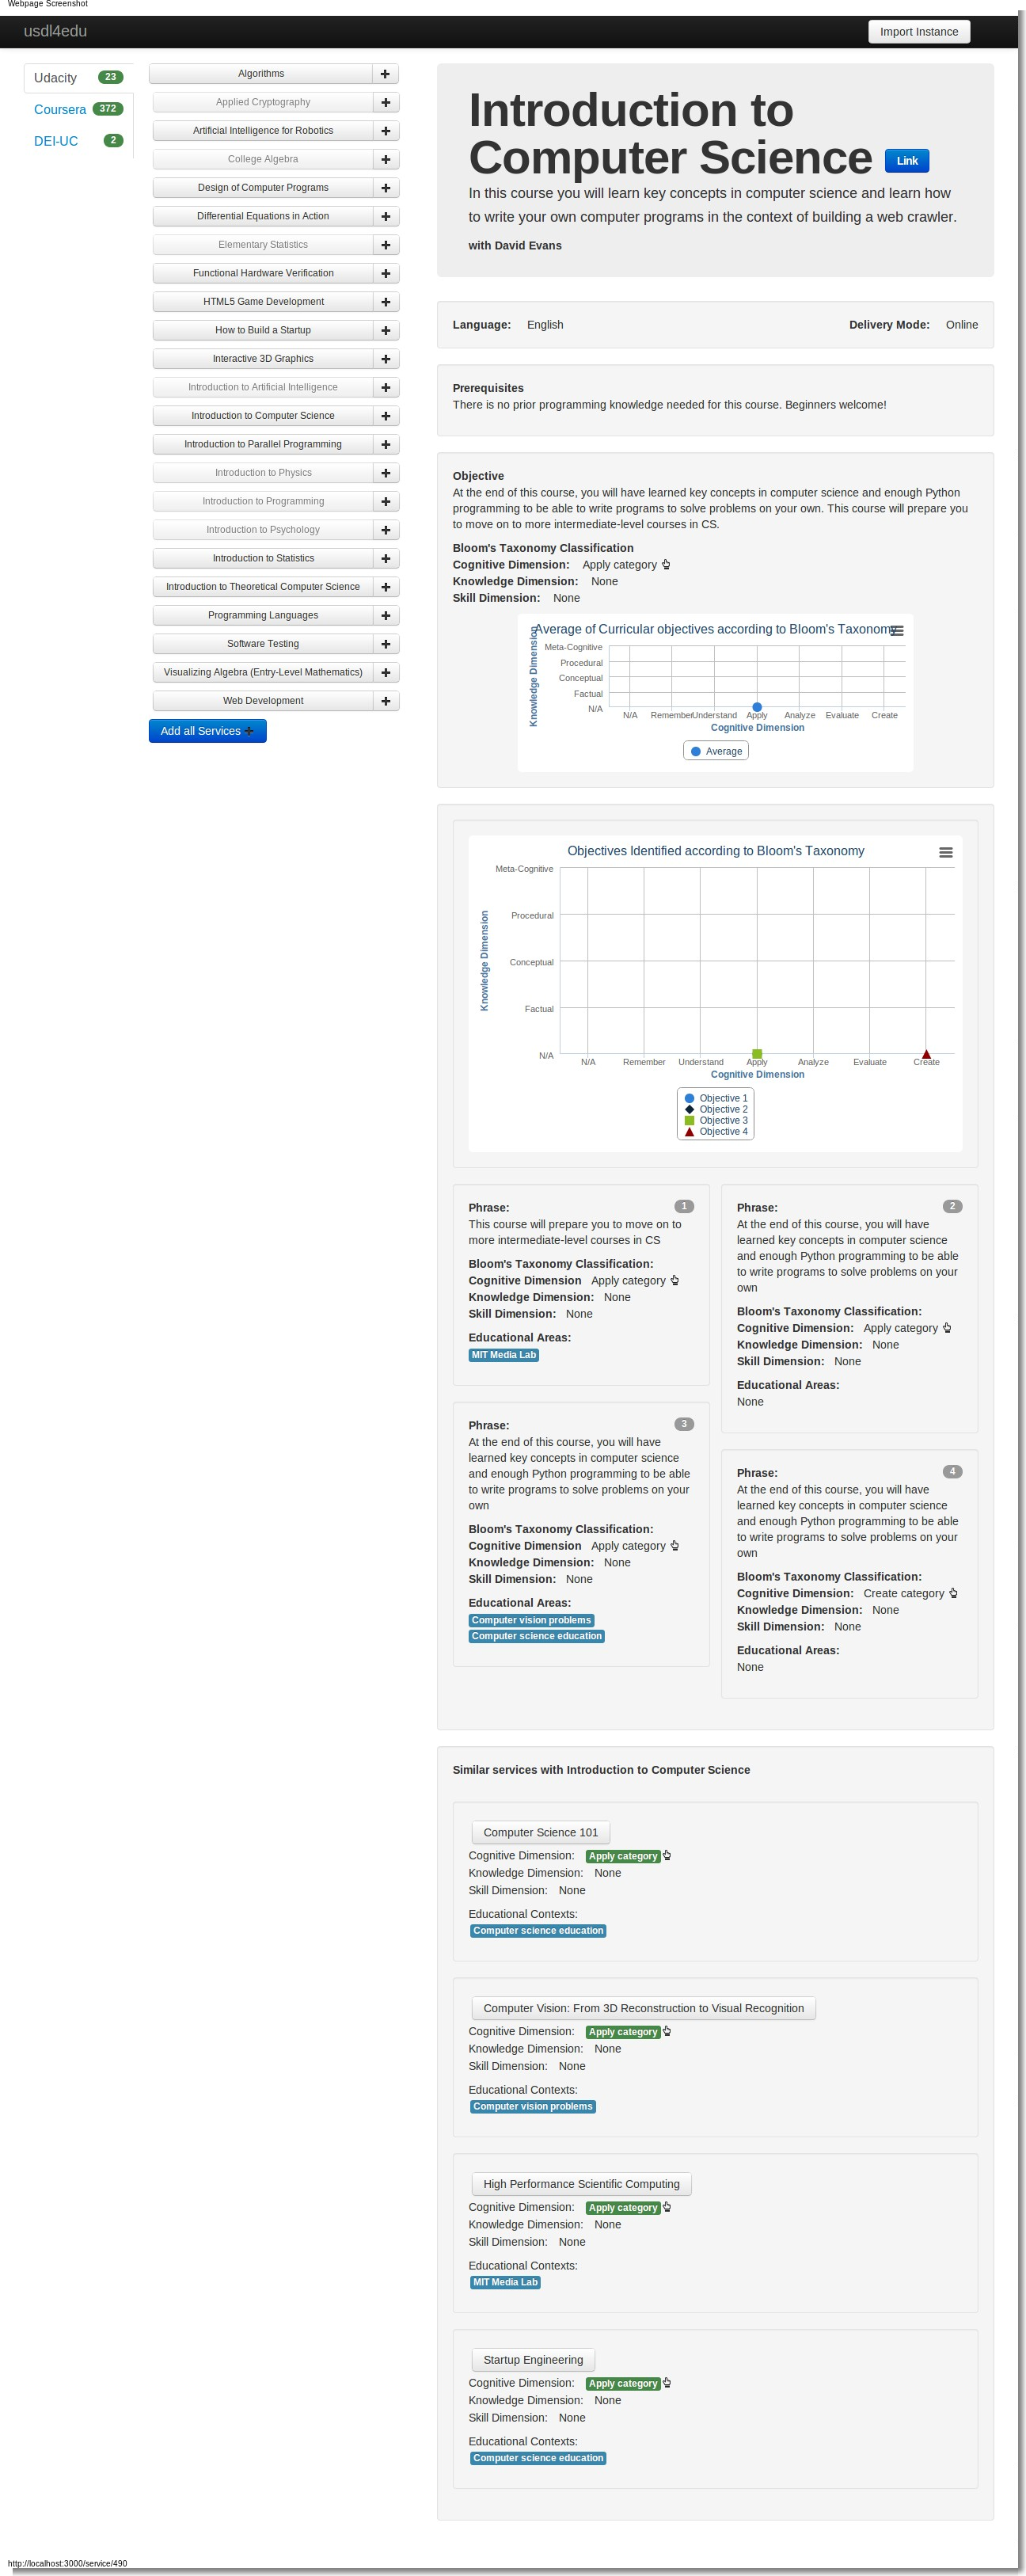 Webpage Screenshot
usdl4edu
Import Instance
Udacity 23
Coursera 372
DEI-UC 2
Algorithms
Applied Cryptography
Artificial Intelligence for Robotics
College Algebra
Design of Computer Programs
Differential Equations in Action
Elementary Statistics
Functional Hardware Verification
HTML5 Game Development
How to Build a Startup
Interactive 3D Graphics
Introduction to Artificial Intelligence
Introduction to Computer Science
Introduction to Parallel Programming
Introduction to Physics
Introduction to Programming
Introduction to Psychology
Introduction to Statistics
Introduction to Theoretical Computer Science
Programming Languages
Software Testing
Visualizing Algebra (Entry-Level Mathematics)
Web Development
Add all Services
Introduction to
Computer Science Link
In this course you will learn key concepts in computer science and learn how
to write your own computer programs in the context of building a web crawler.
with David Evans
Language: English Delivery Mode: Online
Prerequisites
There is no prior programming knowledge needed for this course. Beginners welcome!
Objective
At the end of this course, you will have learned key concepts in computer science and enough Python
programming to be able to write programs to solve problems on your own. This course will prepare you
to move on to more intermediate-level courses in CS.
Bloom's Taxonomy Classification
Cognitive Dimension: Apply category
Knowledge Dimension: None
Skill Dimension: None
Average of Curricular objectives according to Bloom's Taxonomy
Knowledge Dimension
Meta-Cognitive
Procedural
Conceptual
Factual
N/A
N/A Remember Understand Apply Analyze Evaluate Create
Cognitive Dimension
Average
Objectives Identified according to Bloom's Taxonomy
Knowledge Dimension
Meta-Cognitive
Procedural
Conceptual
Factual
N/A
N/A Remember Understand Apply Analyze Evaluate Create
Cognitive Dimension
Objective 1
Objective 2
Objective 3
Objective 4
Phrase: 1
This course will prepare you to move on to
more intermediate-level courses in CS
Bloom's Taxonomy Classification:
Cognitive Dimension Apply category
Knowledge Dimension: None
Skill Dimension: None
Educational Areas:
MIT Media Lab
Phrase: 2
At the end of this course, you will have
learned key concepts in computer science
and enough Python programming to be able
to write programs to solve problems on your
own
Bloom's Taxonomy Classification:
Cognitive Dimension: Apply category
Knowledge Dimension: None
Skill Dimension: None
Educational Areas:
None
Phrase: 3
At the end of this course, you will have
learned key concepts in computer science
and enough Python programming to be able
to write programs to solve problems on your
own
Bloom's Taxonomy Classification:
Cognitive Dimension Apply category
Knowledge Dimension: None
Skill Dimension: None
Educational Areas:
Computer vision problems
Computer science education
Phrase: 4
At the end of this course, you will have
learned key concepts in computer science
and enough Python programming to be able
to write programs to solve problems on your
own
Bloom's Taxonomy Classification:
Cognitive Dimension: Create category
Knowledge Dimension: None
Skill Dimension: None
Educational Areas:
None
Similar services with Introduction to Computer Science
Computer Science 101
Cognitive Dimension: Apply category
Knowledge Dimension: None
Skill Dimension: None
Educational Contexts:
Computer science education
Computer Vision: From 3D Reconstruction to Visual Recognition
Cognitive Dimension: Apply category
Knowledge Dimension: None
Skill Dimension: None
Educational Contexts:
Computer vision problems
High Performance Scientific Computing
Cognitive Dimension: Apply category
Knowledge Dimension: None
Skill Dimension: None
Educational Contexts:
MIT Media Lab
Startup Engineering
Cognitive Dimension: Apply category
Knowledge Dimension: None
Skill Dimension: None
Educational Contexts:
Computer science education
http://localhost:3000/service/490